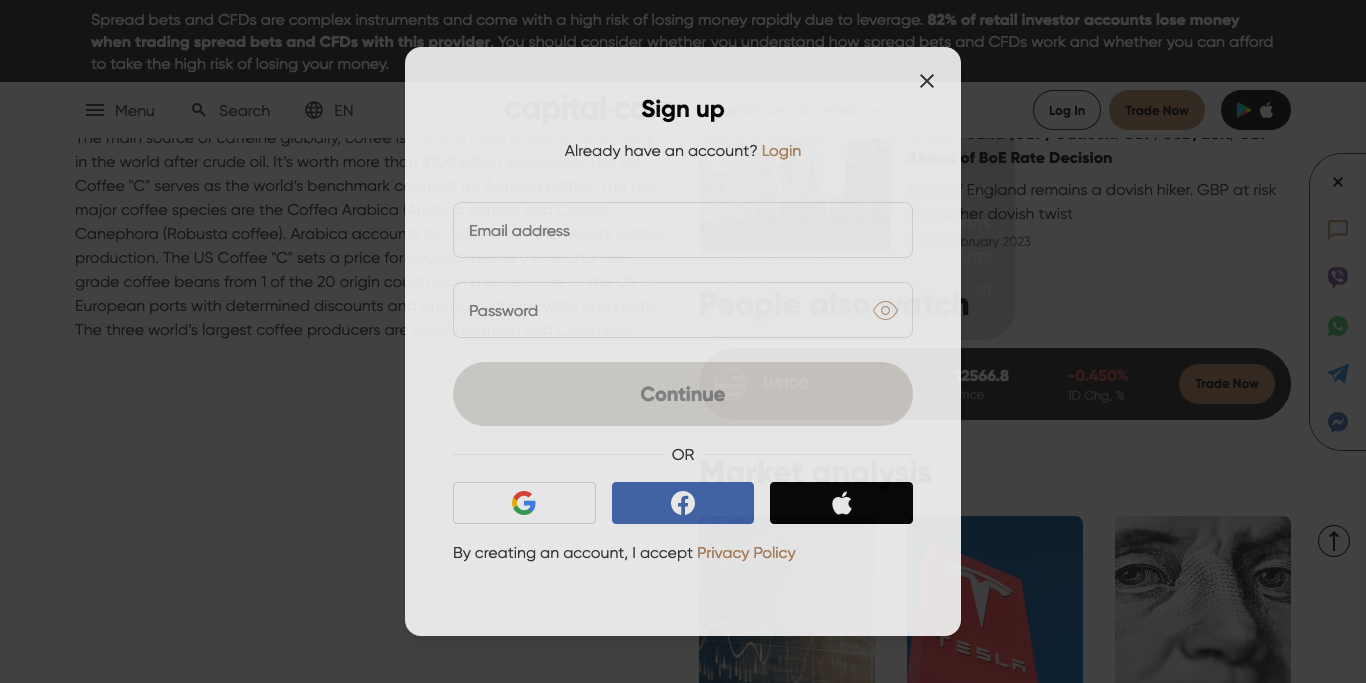 Spread bets and CFDs are complex instruments and come with a high risk of losing money rapidly due to leverage. 82% of retail investor accounts lose money
when trading spread bets and CFDs with this provider. You should consider whether you understand how spread bets and CFDs work and whether you can afford
to take the high risk of losing your money.
Menu
Search
EN
capital.co
Log In
Trade Now
Sign up
Already have an account? Login
Email address
Password
Continue
OR
By creating an account, I accept Privacy Policy
The main source of caffeine globally, coffee is the
in the world after crude oil. It's worth more than $100 billion worldwide. The US
Coffee "C" serves as the world's benchmark contract for Arabica coffee. The two
major coffee species are the Coffea Arabica (Arabica coffee) and Coffea
Canephora (Robusta coffee). Arabica accounts for world's coffee
production. The US Coffee "C" sets a price for physical delivery of exchange-
grade coffee beans from 1 of the 20 origin countries in a warehouse to the US or
European ports with determined discounts and premiums for growths and ports.
The three world's largest coffee producers are Brazil, Vietnam and Colombia.
Ahead of BoE Rate Decision
Bank of England remains a dovish hiker. GBP at risk
of another dovish twist
February 2023
People also watch
US100
12566.8
Price
-0.450%
1D Chg, %
Trade Now
Market analysis
TESLA